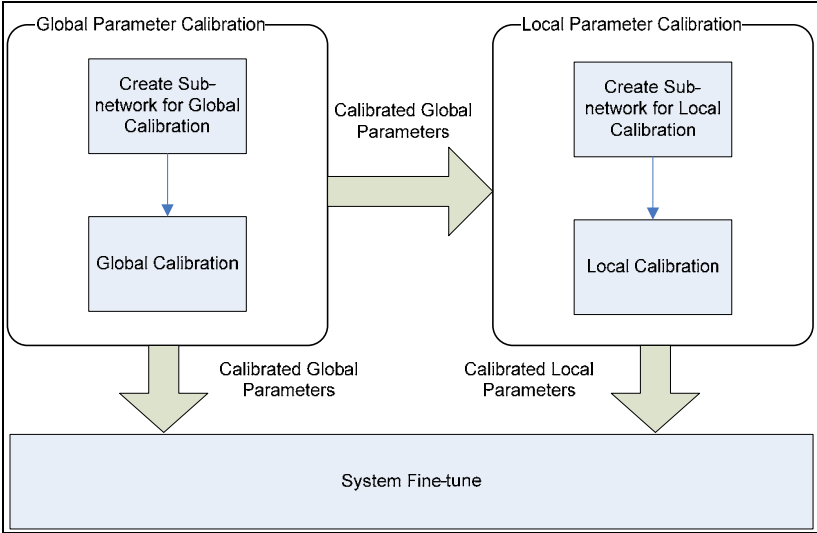 Global Parameter Calibration
Create Sub-
network for Global
Calibration
Global Calibration
Calibrated Global
Parameters
Local Parameter Calibration
Create Sub-
network for Local
Calibration
Local Calibration
Calibrated Global
Parameters
Calibrated Local
Parameters
System Fine-tune